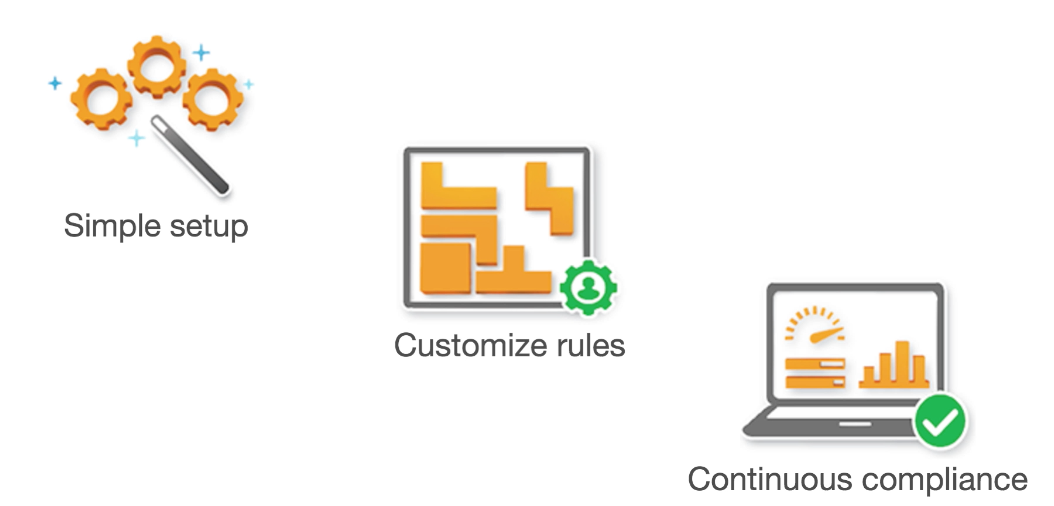 Simple setup
Customize rules
Continuous compliance